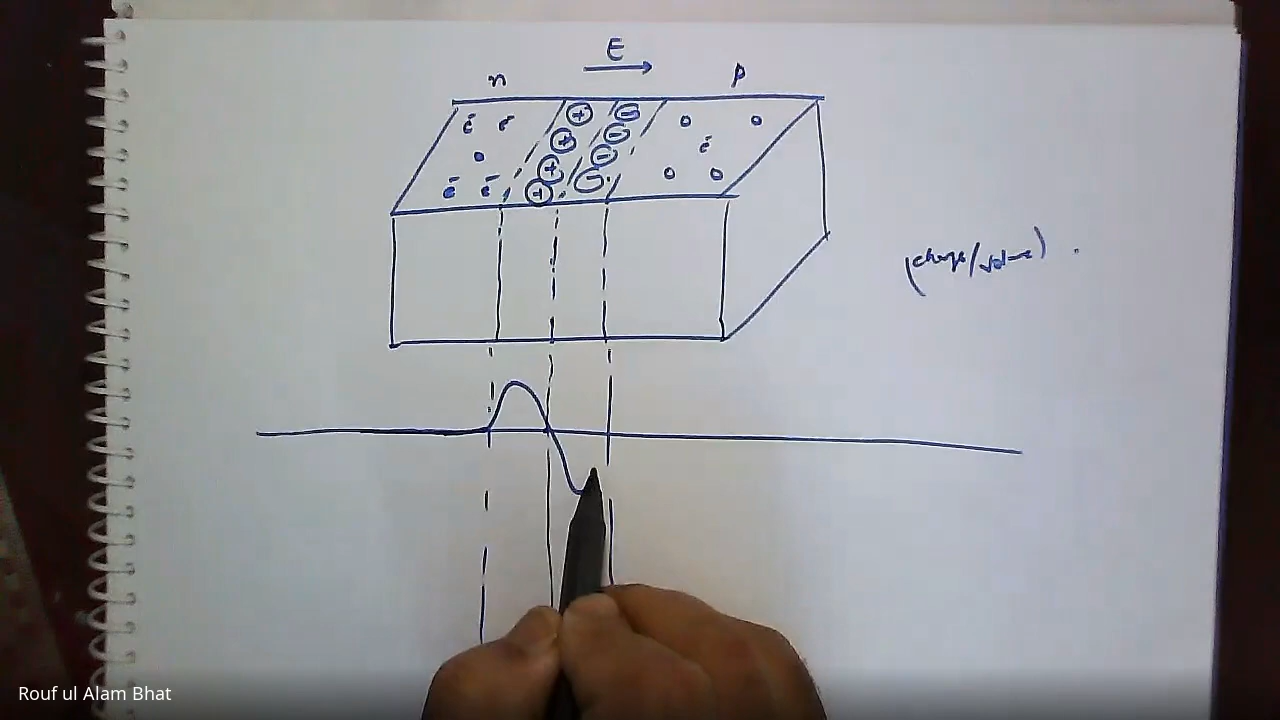 E
n p
+ -
e e + - o o
o + - e
e e + - o o
(charge/volume) .
Rouf ul Alam Bhat